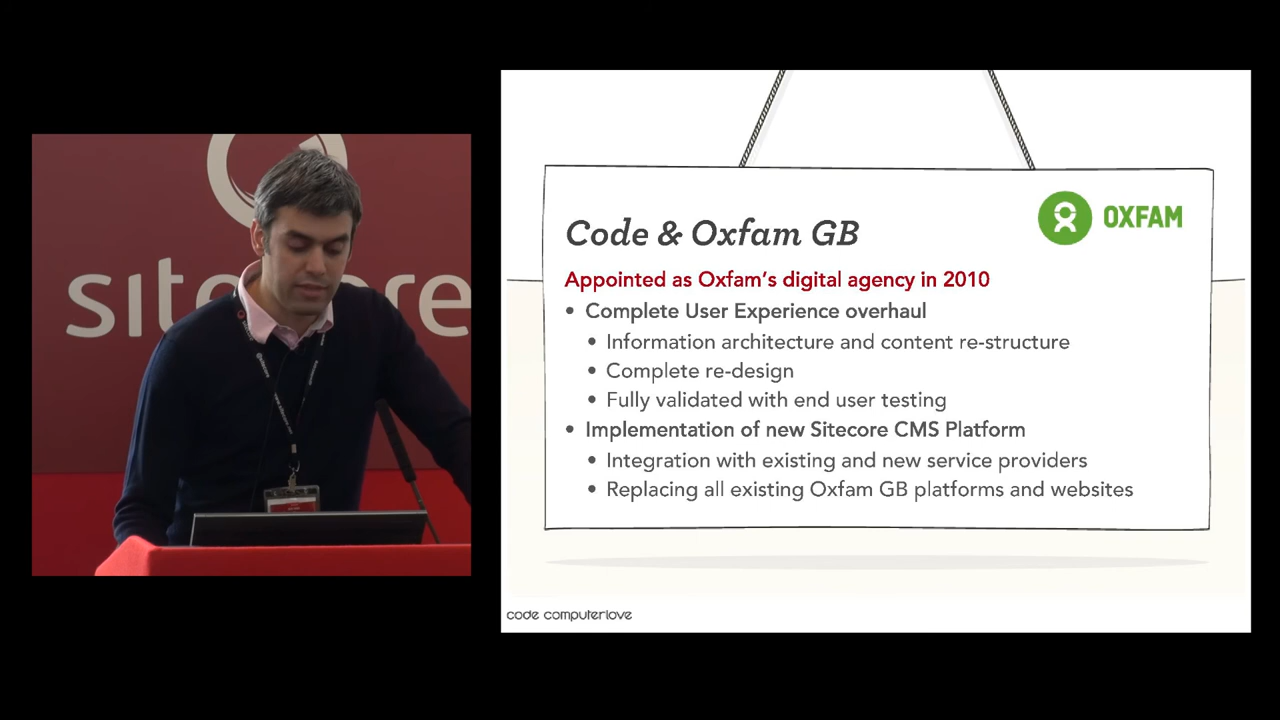 sitecore
Code & Oxfam GB
OXFAM
Appointed as Oxfam's digital agency in 2010
• Complete User Experience overhaul
• Information architecture and content re-structure
• Complete re-design
• Fully validated with end user testing
• Implementation of new Sitecore CMS Platform
• Integration with existing and new service providers
• Replacing all existing Oxfam GB platforms and websites
code computerlove